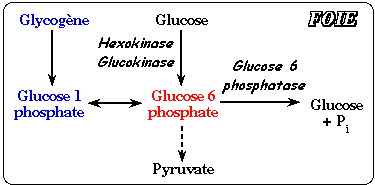 Glycogène
Glucose
FOIE
Hexokinase
Glucokinase
Glucose 6
phosphatase
Glucose 1
phosphate
Glucose 6
phosphate
Glucose
+ Pi
Pyruvate